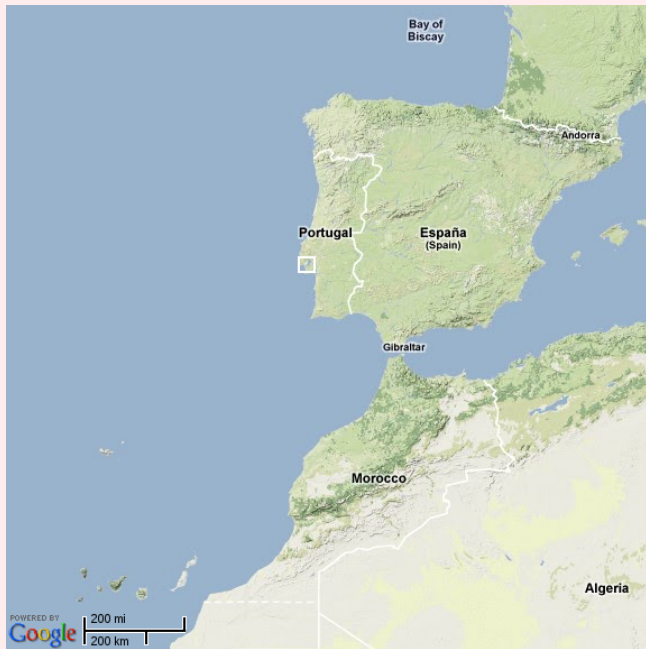 Bay of
Biscay
Andorra
Portugal
España
(Spain)
Gibraltar
Morocco
Algeria
POWERED BY
Google
200 mi
200 km